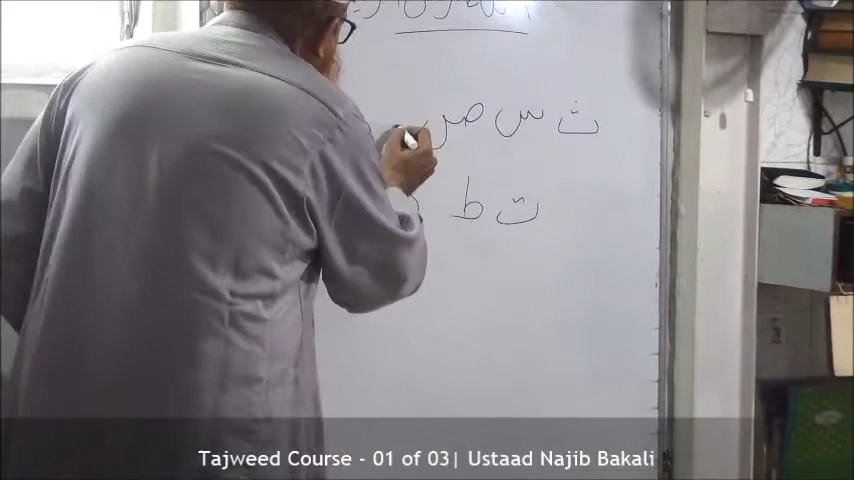 ث س ص
ت ط
Tajweed Course - 01 of 03| Ustaad Najib Bakali